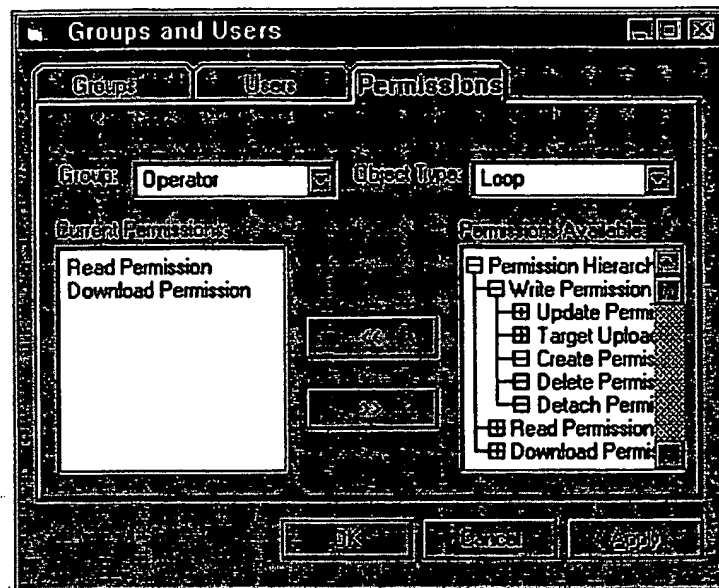 Groups and Users
Groups Users Permissions
Group: Operator Object Type: Loop
Current Permissions: Permissions Available:
Read Permission
Download Permission
Permission Hierarch
Write Permission
Update Permi
Target Uploa
Create Permis
Delete Permis
Detach Permi
Read Permission
Download Permis
<<
>>
OK Cancel Apply